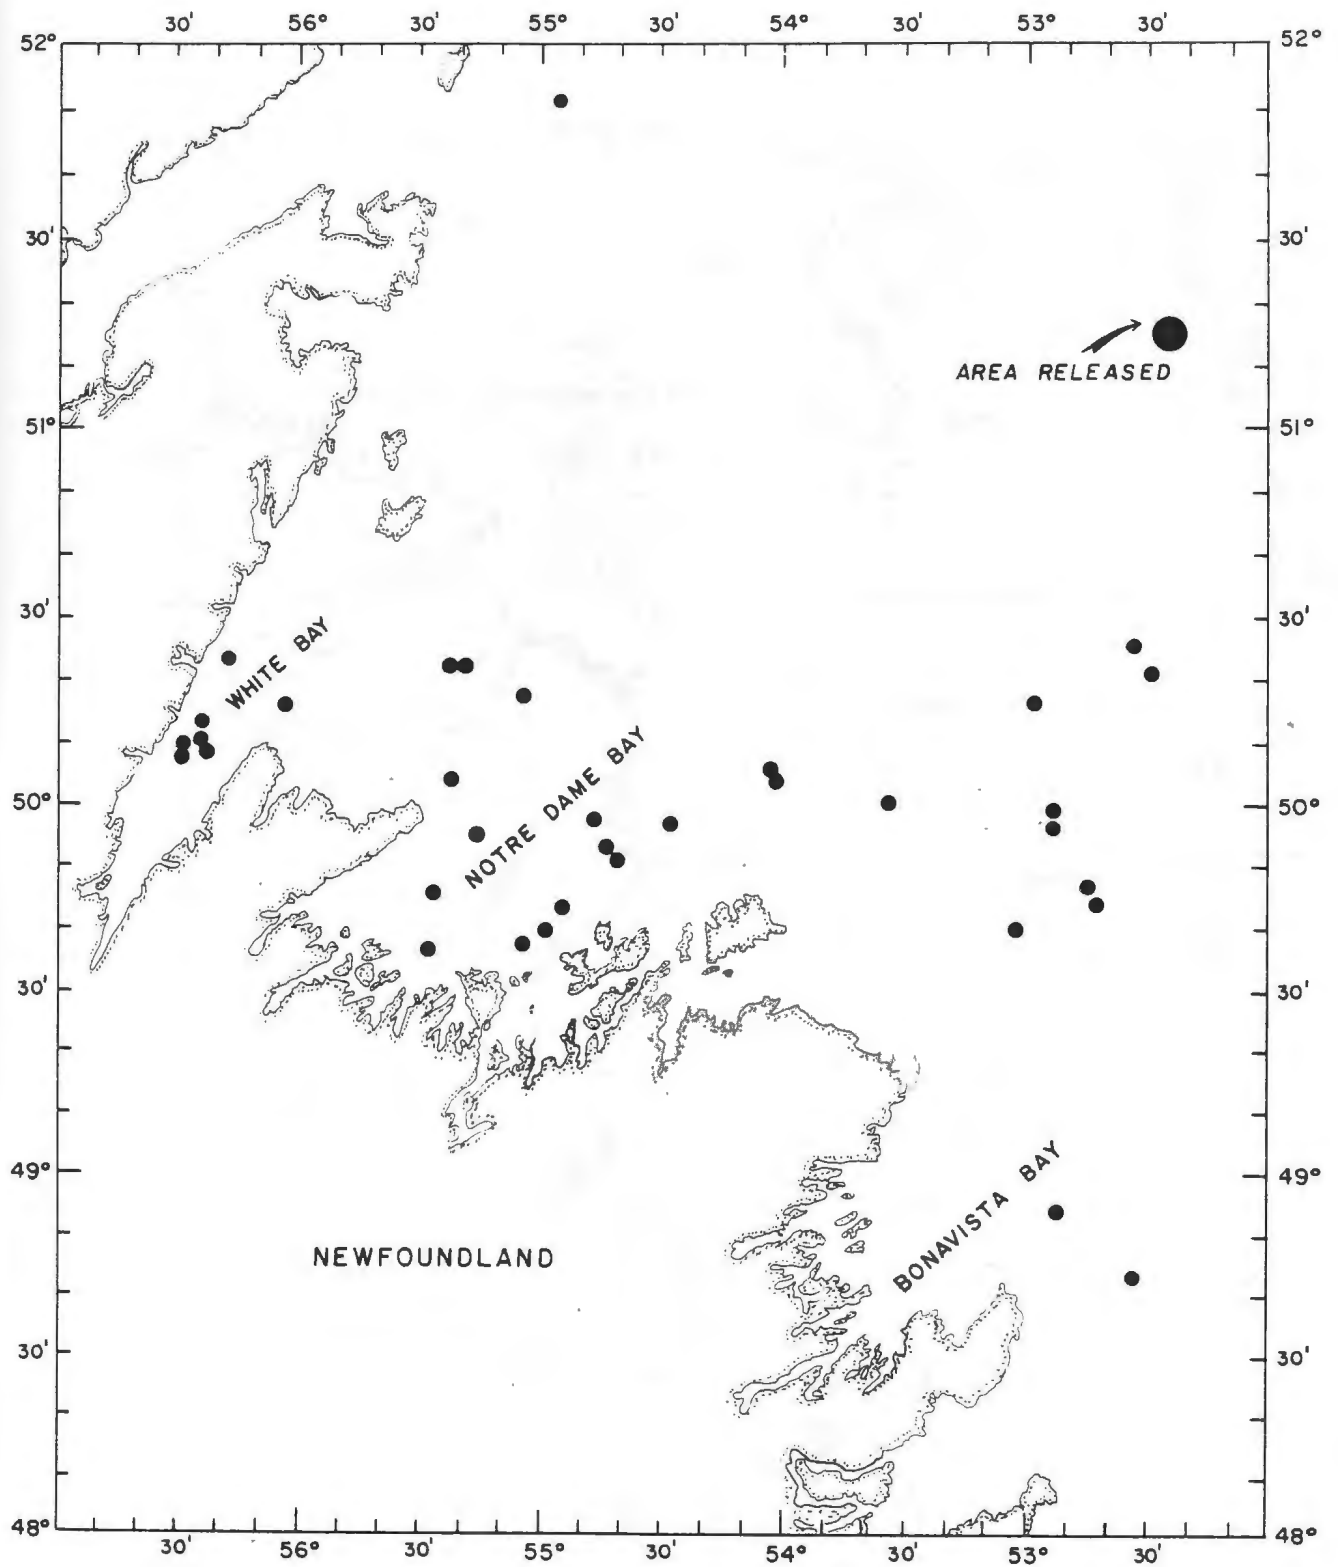 30' 56° 30' 55° 30' 54° 30' 53° 30'
52° 52°
30' 30'
AREA RELEASED
51° 51°
30' 30'
WHITE BAY
NOTRE DAME BAY
50° 50°
30' 30'
49° 49°
BONAVISTA BAY
NEWFOUNDLAND
30' 30'
48° 48°
30' 56° 30' 55° 30' 54° 30' 53° 30'